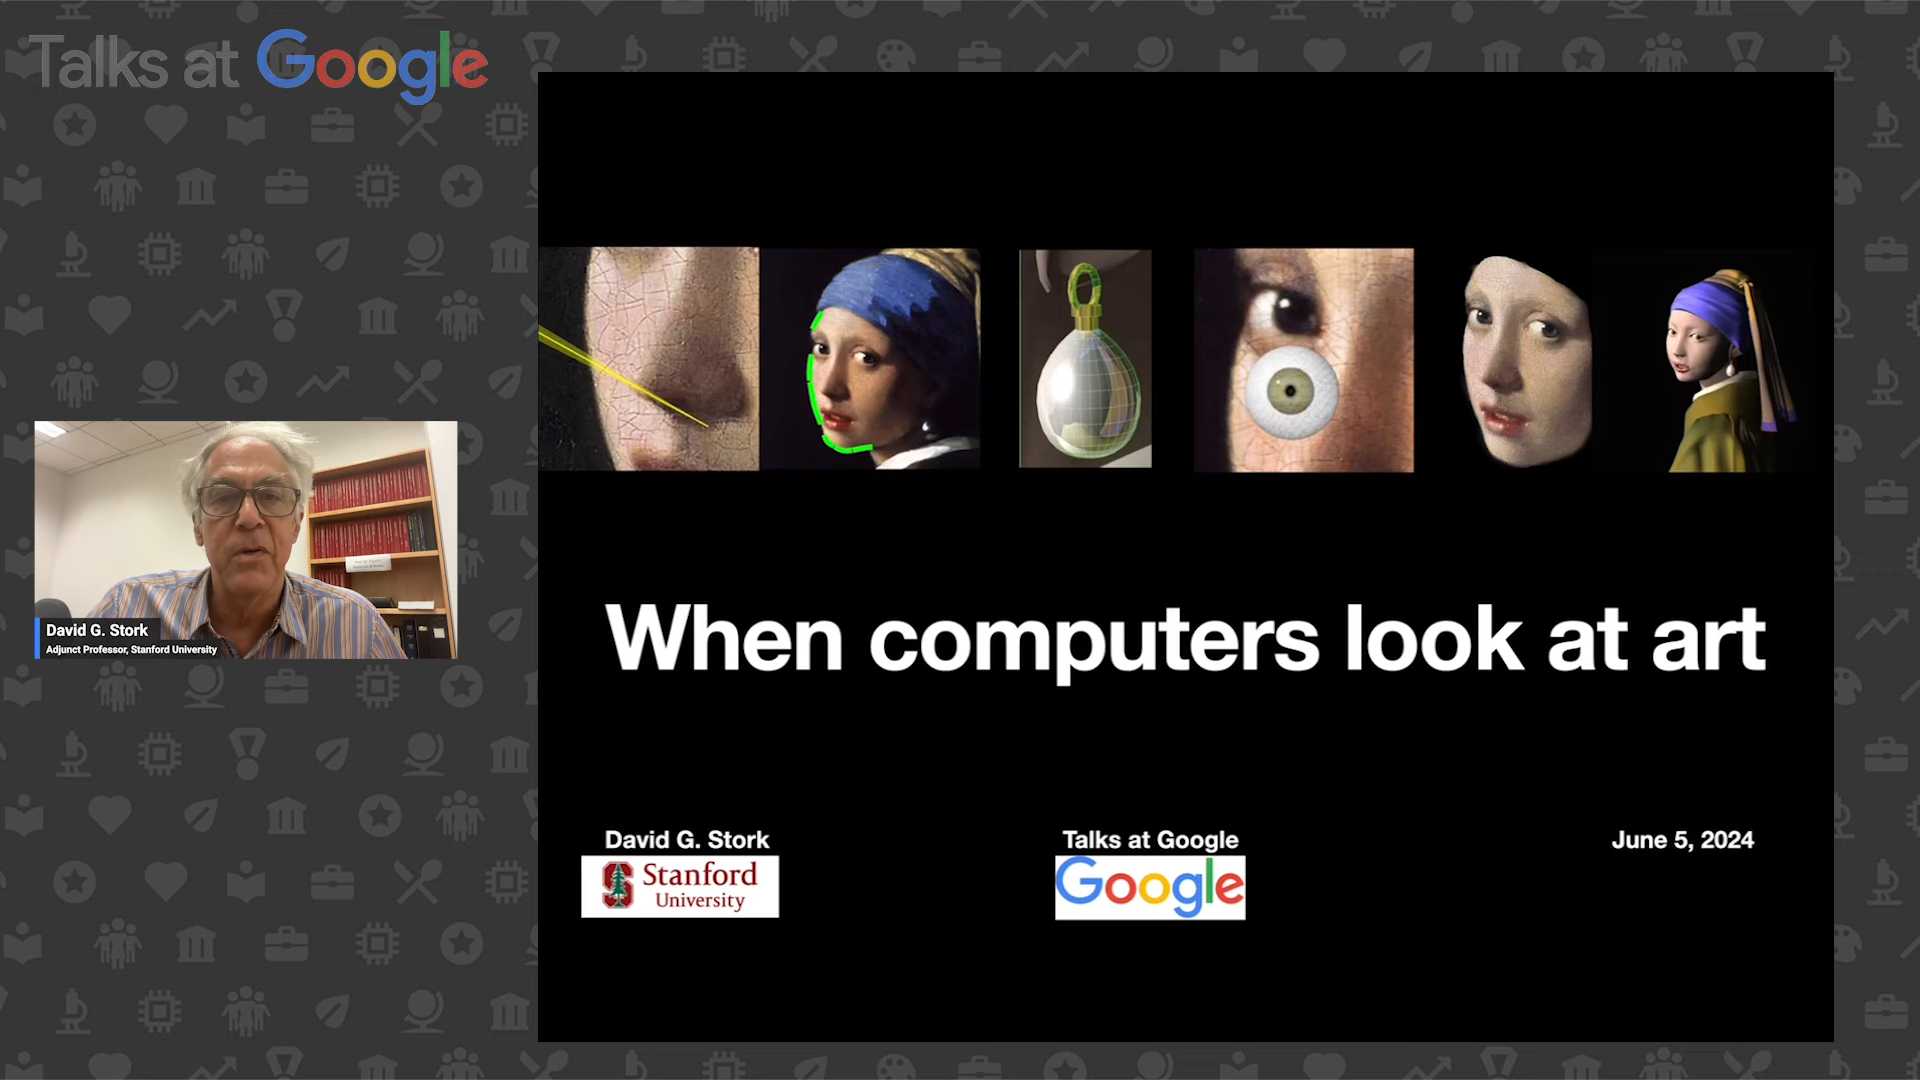 Talks at Google
David G. Stork
Adjunct Professor, Stanford University
When computers look at art
David G. Stork
Stanford
University
Talks at Google
Google
June 5, 2024